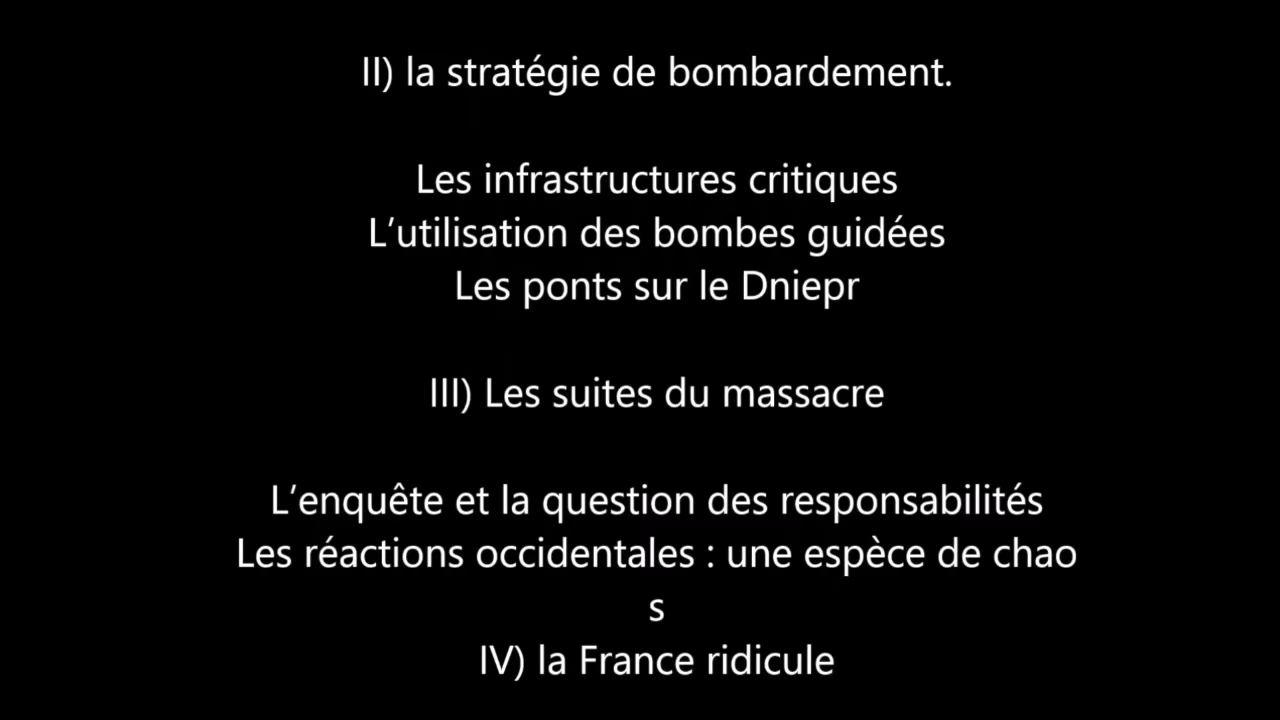 II) la stratégie de bombardement.
Les infrastructures critiques
L’utilisation des bombes guidées
Les ponts sur le Dniepr
III) Les suites du massacre
L’enquête et la question des responsabilités
Les réactions occidentales : une espèce de chao
s
IV) la France ridicule